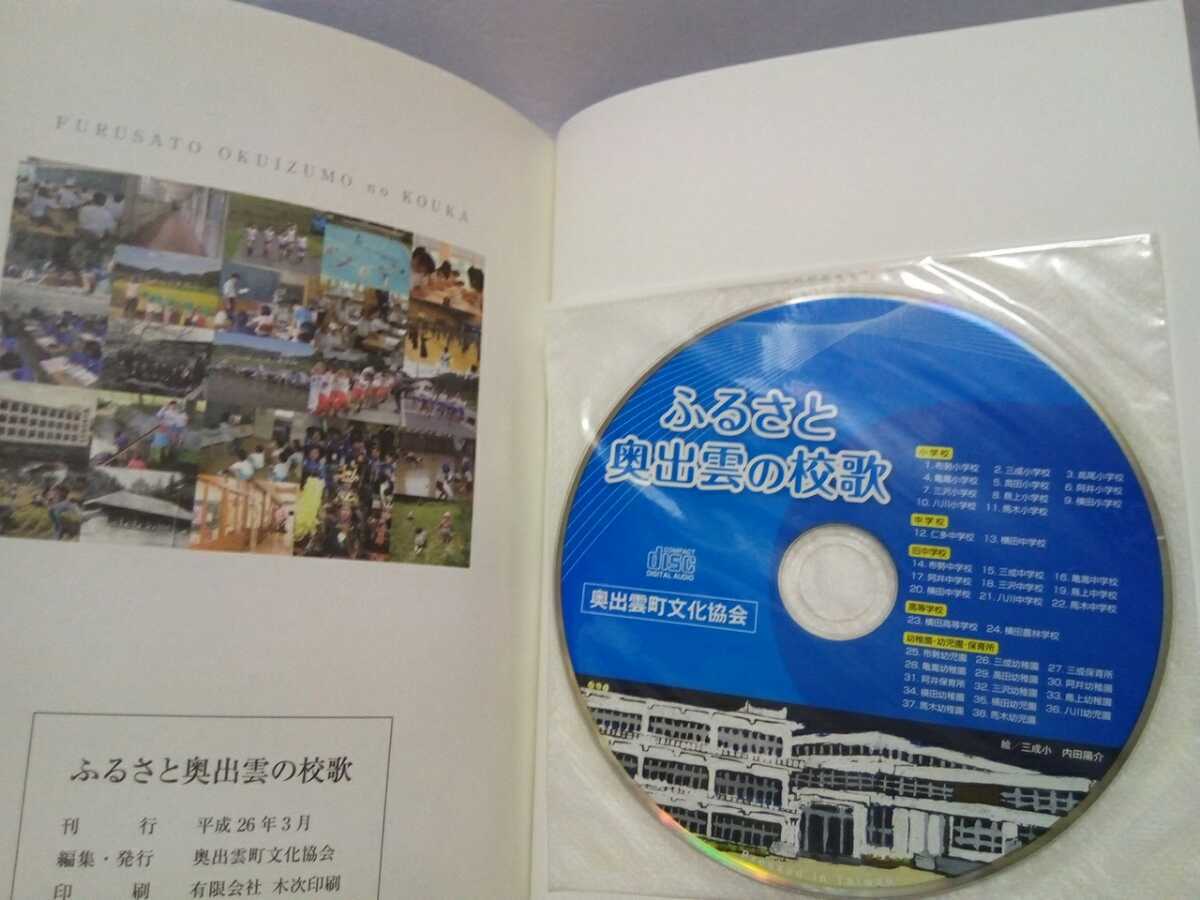 FURUSATO OKUIZUMO no KOUKA
ふるさと奥出雲の校歌
刊　行　平成26年3月
編集・発行　奥出雲町文化協会
印　刷　有限会社 木次印刷
ふるさと
奥出雲の校歌
COMPACT
disc
DIGITAL AUDIO
奥出雲町文化協会
小学校
1. 布勢小学校　2. 三成小学校　3. 高尾小学校
4. 亀嵩小学校　5. 高田小学校　6. 阿井小学校
7. 三沢小学校　8. 鳥上小学校　9. 横田小学校
10. 八川小学校　11. 馬木小学校
中学校
12. 仁多中学校　13. 横田中学校
旧中学校
14. 布勢中学校　15. 三成中学校　16. 亀嵩中学校
17. 阿井中学校　18. 三沢中学校　19. 鳥上中学校
20. 横田中学校　21. 八川中学校　22. 馬木中学校
高等学校
23. 横田高等学校　24. 横田農林学校
幼稚園・幼児園・保育所
25. 布勢幼児園　26. 三成幼稚園　27. 三成保育所
28. 亀嵩幼稚園　29. 高田幼稚園　30. 阿井幼稚園
31. 阿井保育所　32. 三沢幼稚園　33. 鳥上幼稚園
34. 横田幼稚園　35. 横田幼児園　36. 八川幼児園
37. 馬木幼稚園　38. 馬木幼児園
絵／三成小　内田陽介
in Taiwan